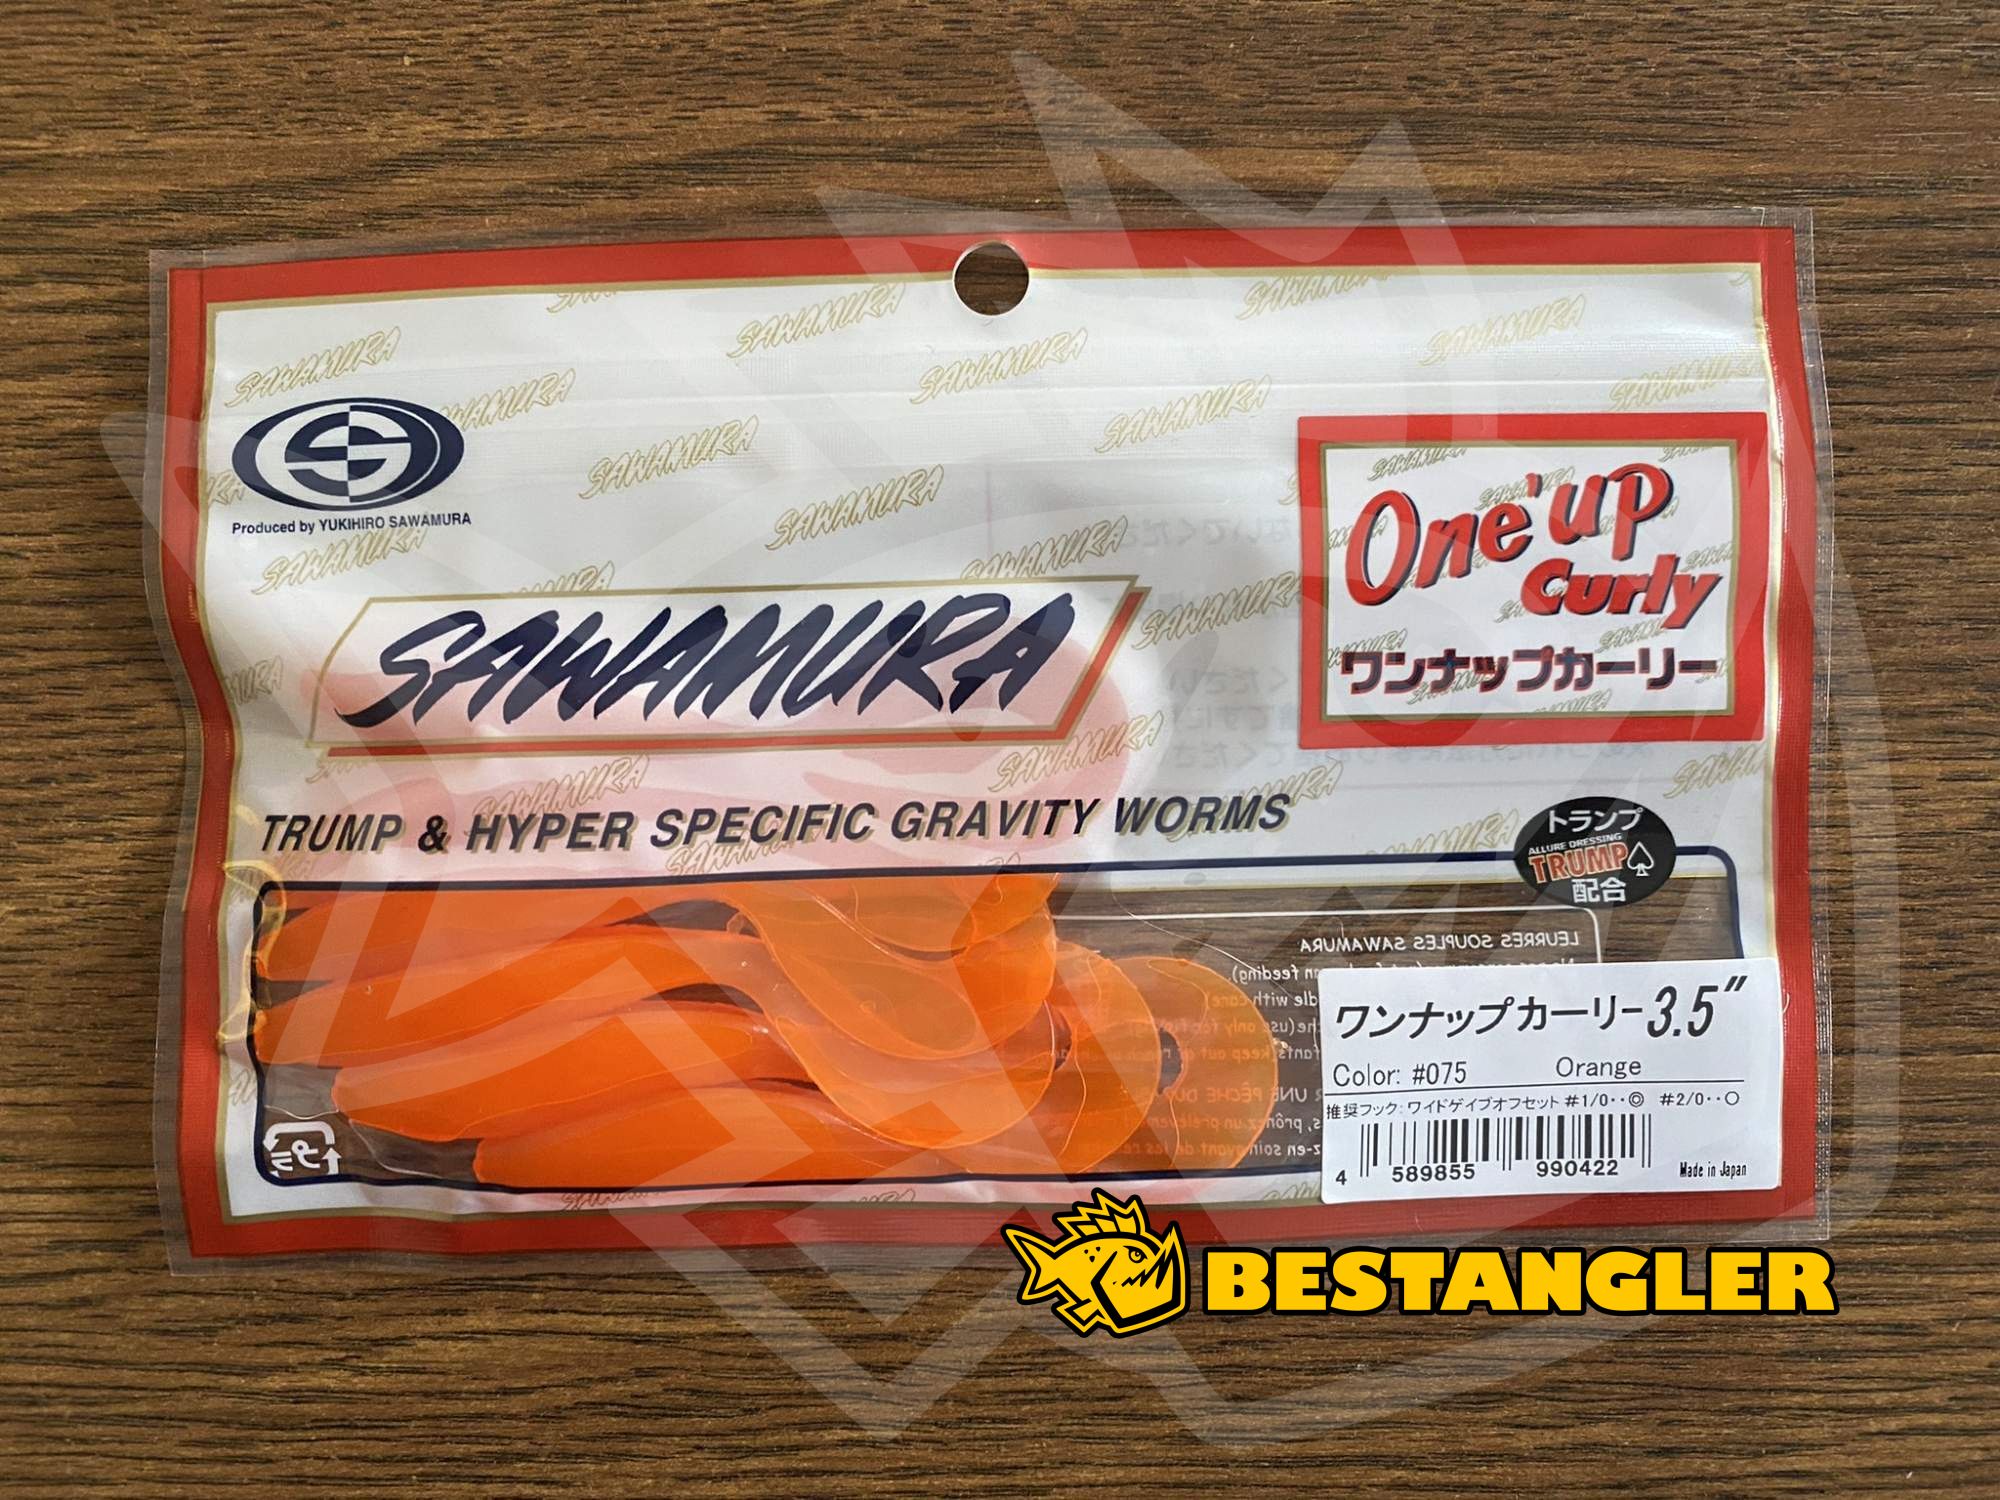 Produced by YUKIHIRO SAWAMURA
SAWAMURA
One'up
Curly
ワンナップカーリー
TRUMP & HYPER SPECIFIC GRAVITY WORMS
トランプ
ALLURE DRESSING
TRUMP
配合
LEURRES SOUPLES SAWAMURA
ワンナップカーリー3.5"
Color: #075 Orange
推奨フック: ワイドゲイプオフセット #1/0‥◎ #2/0‥○
4 589855 990422
Made in Japan
プラ
BESTANGLER